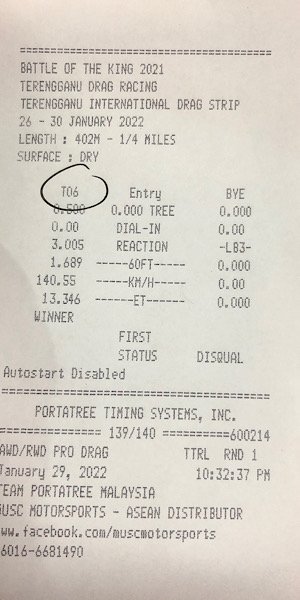 BATTLE OF THE KING 2021
TERENGGANU DRAG RACING
TERENGGANU INTERNATIONAL DRAG STRIP
26 - 30 JANUARY 2022
LENGTH : 402M - 1/4 MILES
SURFACE : DRY
T06 Entry BYE
0.500 0.000 TREE 0.000
0.00 DIAL-IN 0.00
3.005 REACTION -LB3-
1.689 -----60FT----- 0.000
140.55 -----KM/H----- 0.00
13.346 ------ET------ 0.000
WINNER
FIRST
STATUS DISQUAL
Autostart Disabled
PORTATREE TIMING SYSTEMS, INC.
=============== 139/140 ==========600214
AWD/RWD PRO DRAG TTRL RND 1
January 29, 2022 10:32:37 PM
TEAM PORTATREE MALAYSIA
MUSC MOTORSPORTS - ASEAN DISTRIBUTOR
ww.facebook.com/muscmotorsports
6016-6681490